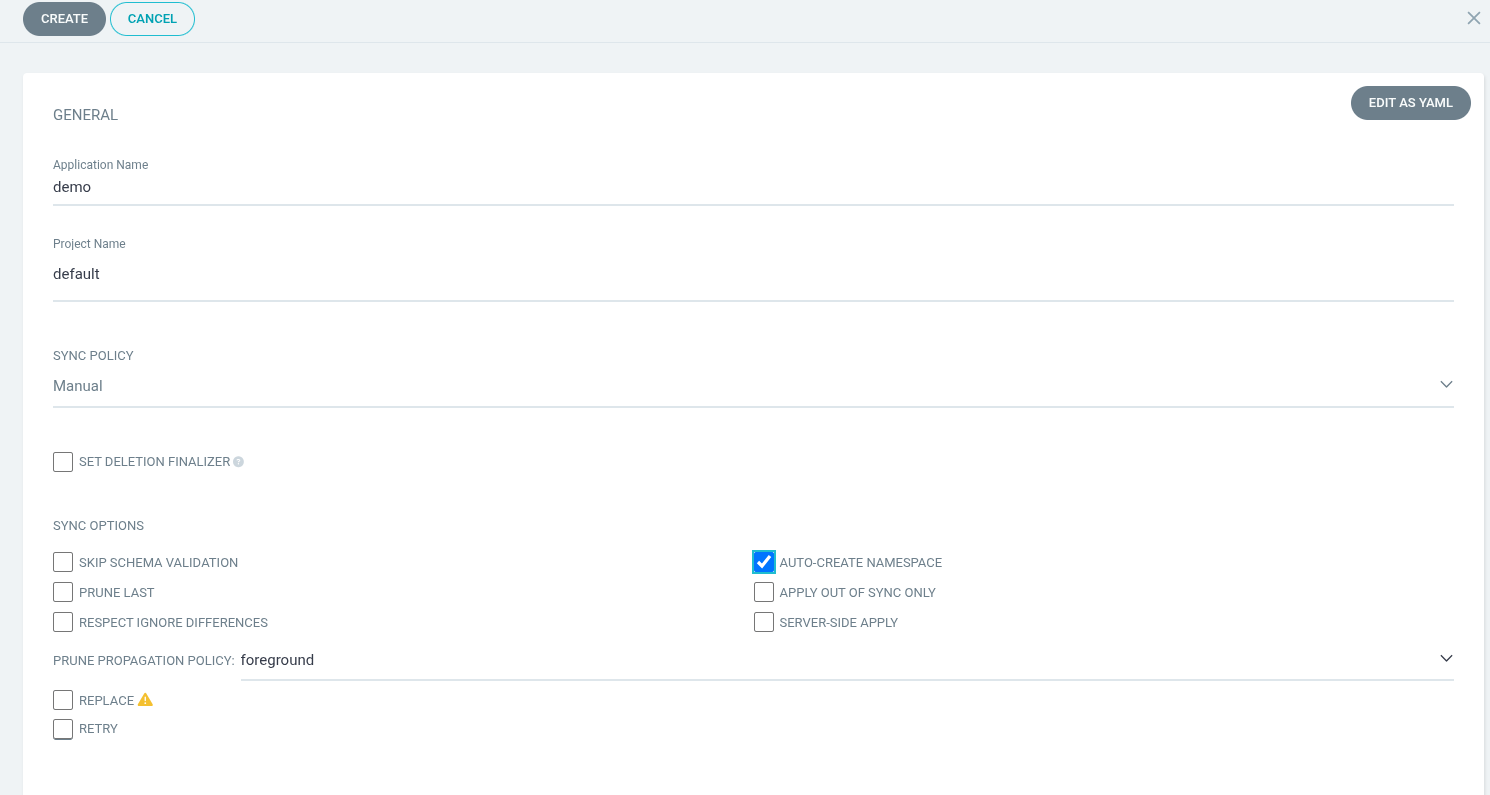 CREATE CANCEL
EDIT AS YAML
GENERAL
Application Name
demo
Project Name
default
SYNC POLICY
Manual
SET DELETION FINALIZER
SYNC OPTIONS
SKIP SCHEMA VALIDATION AUTO-CREATE NAMESPACE
PRUNE LAST APPLY OUT OF SYNC ONLY
RESPECT IGNORE DIFFERENCES SERVER-SIDE APPLY
PRUNE PROPAGATION POLICY: foreground
REPLACE
RETRY